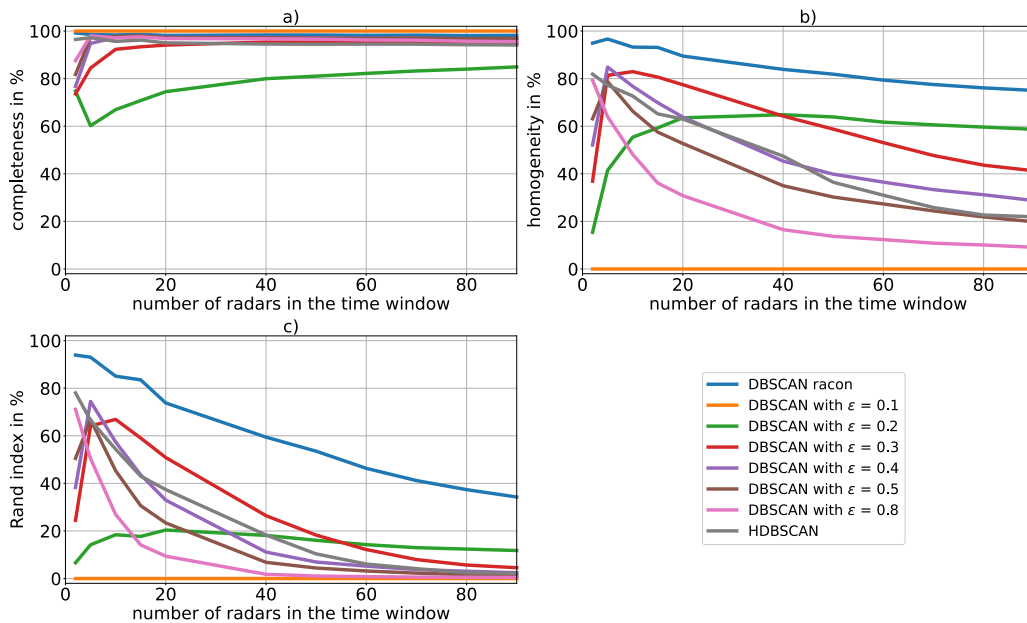 a)
completeness in %
100
80
60
40
20
0
0 20 40 60 80
number of radars in the time window
b)
homogeneity in %
100
80
60
40
20
0
0 20 40 60 80
number of radars in the time window
c)
Rand index in %
100
80
60
40
20
0
0 20 40 60 80
number of radars in the time window
DBSCAN racon
DBSCAN with ε = 0.1
DBSCAN with ε = 0.2
DBSCAN with ε = 0.3
DBSCAN with ε = 0.4
DBSCAN with ε = 0.5
DBSCAN with ε = 0.8
HDBSCAN